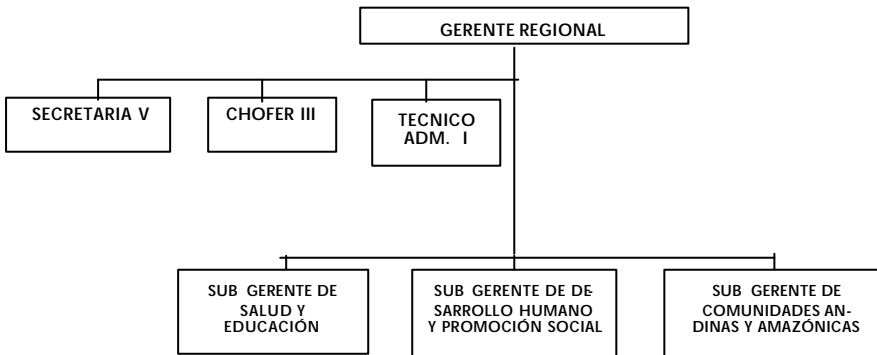 GERENTE REGIONAL
SECRETARIA V
CHOFER III
TECNICO
ADM. I
SUB GERENTE DE
SALUD Y
EDUCACIÓN
SUB GERENTE DE DE-
SARROLLO HUMANO
Y PROMOCIÓN SOCIAL
SUB GERENTE DE
COMUNIDADES AN-
DINAS Y AMAZÓNICAS